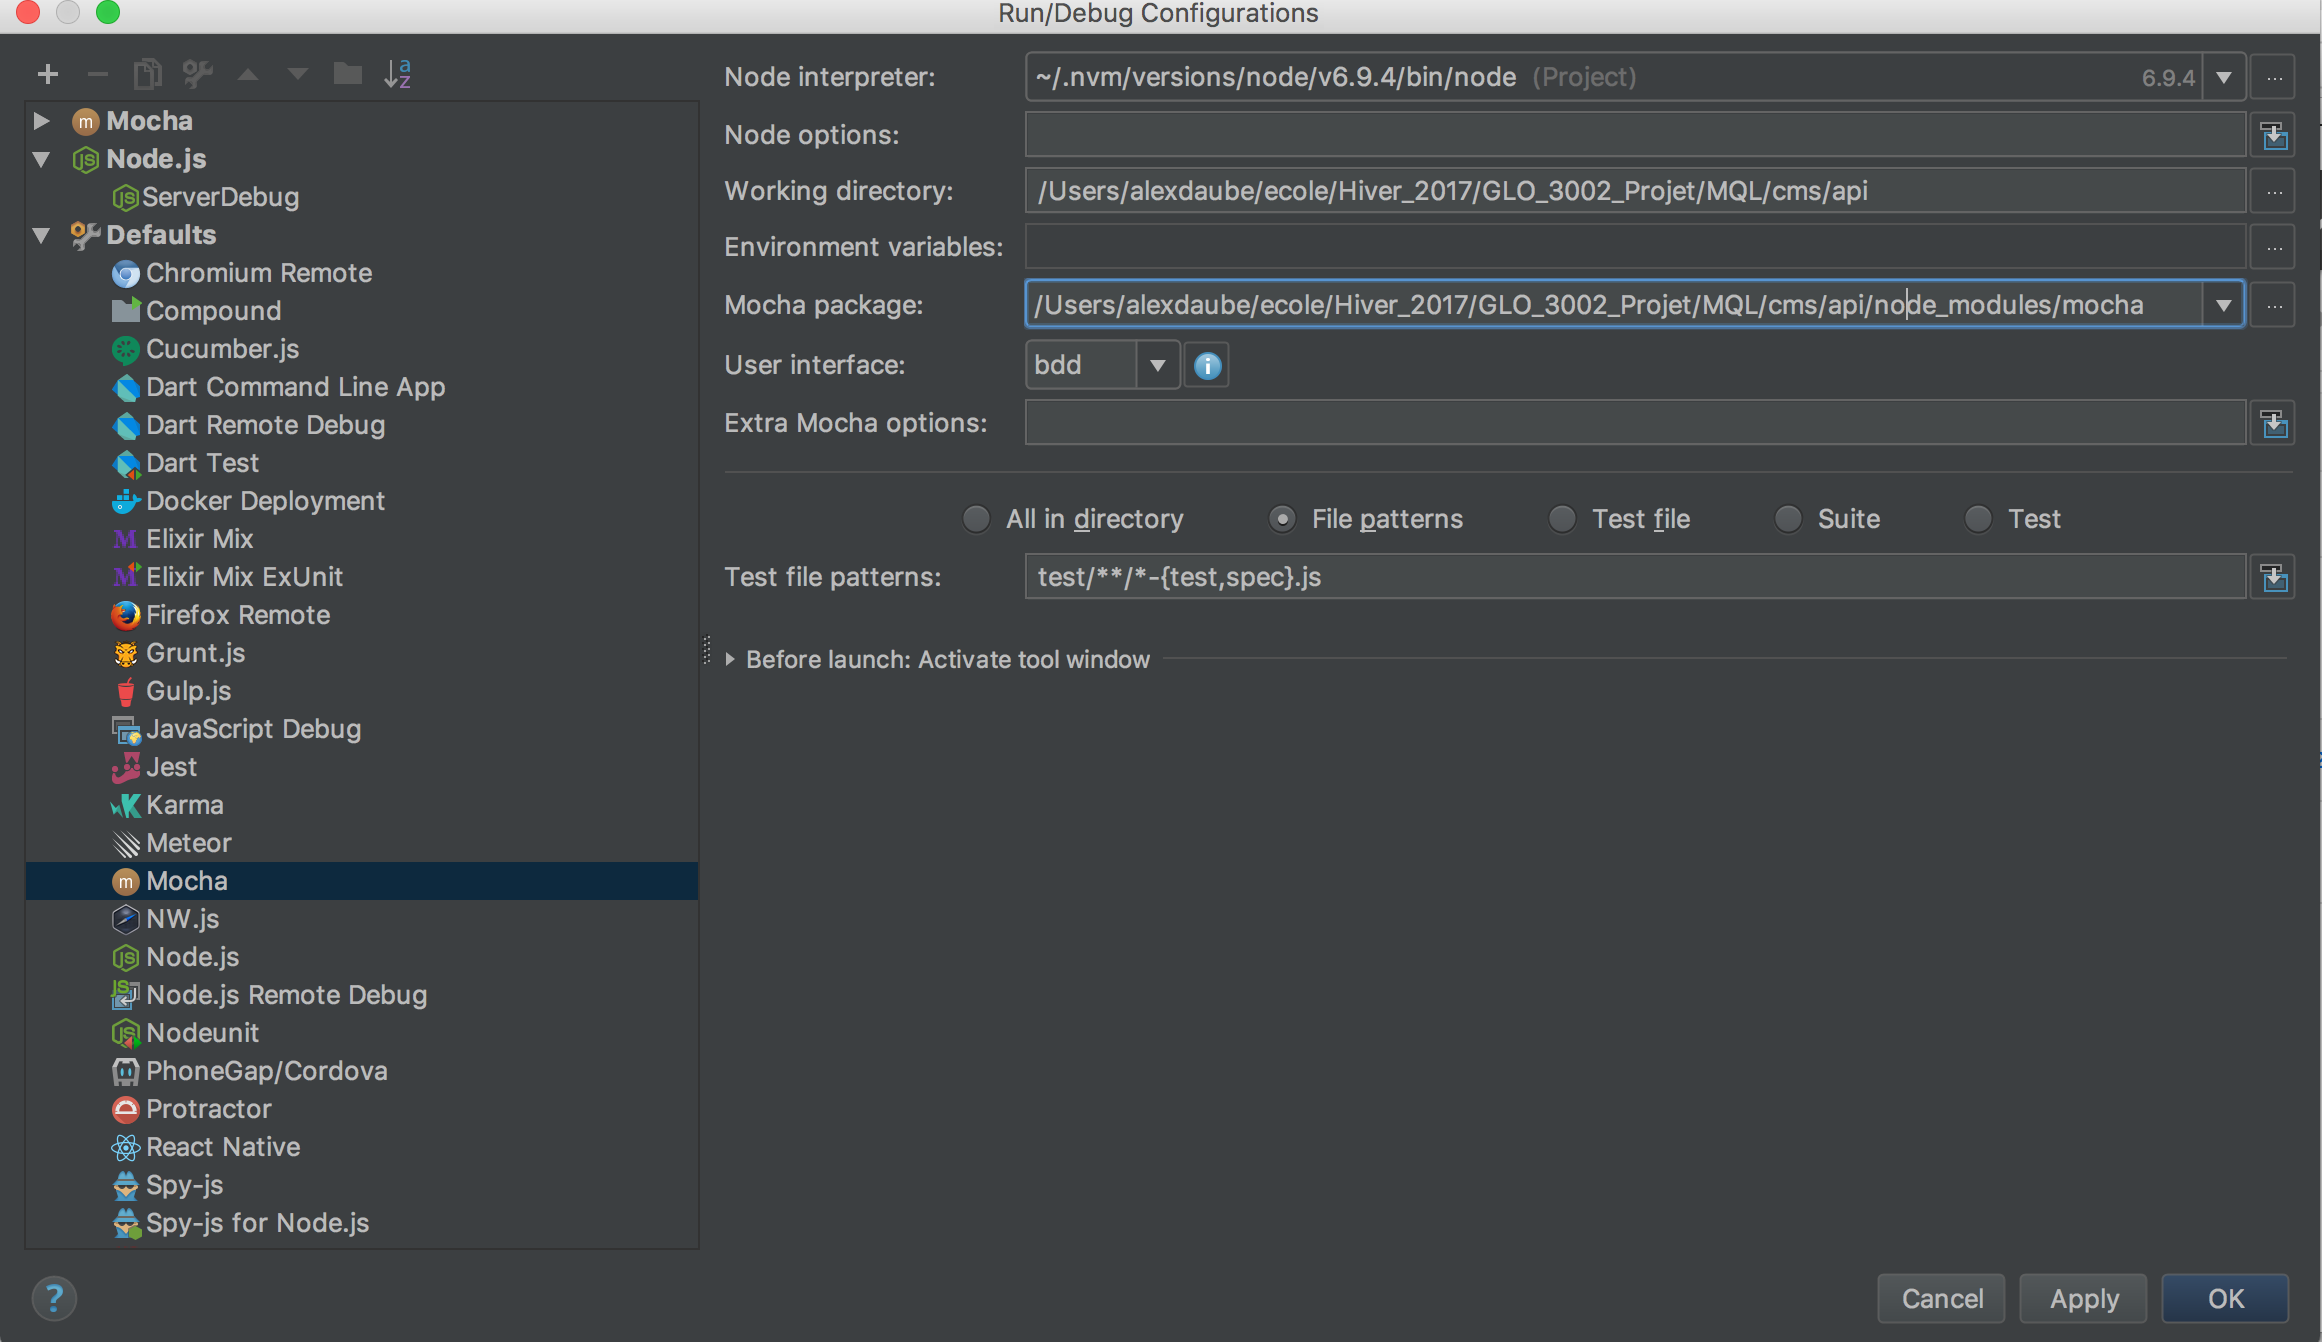 Run/Debug Configurations
Mocha
Node.js
ServerDebug
Defaults
Chromium Remote
Compound
Cucumber.js
Dart Command Line App
Dart Remote Debug
Dart Test
Docker Deployment
Elixir Mix
Elixir Mix ExUnit
Firefox Remote
Grunt.js
Gulp.js
JavaScript Debug
Jest
Karma
Meteor
Mocha
NW.js
Node.js
Node.js Remote Debug
Nodeunit
PhoneGap/Cordova
Protractor
React Native
Spy-js
Spy-js for Node.js
Node interpreter: ~/.nvm/versions/node/v6.9.4/bin/node (Project) 6.9.4 ...
Node options:
Working directory: /Users/alexdaube/ecole/Hiver_2017/GLO_3002_Projet/MQL/cms/api ...
Environment variables: ...
Mocha package: /Users/alexdaube/ecole/Hiver_2017/GLO_3002_Projet/MQL/cms/api/node_modules/mocha ...
User interface: bdd
Extra Mocha options:
All in directory File patterns Test file Suite Test
Test file patterns: test/**/*-{test,spec}.js
Before launch: Activate tool window
? Cancel Apply OK